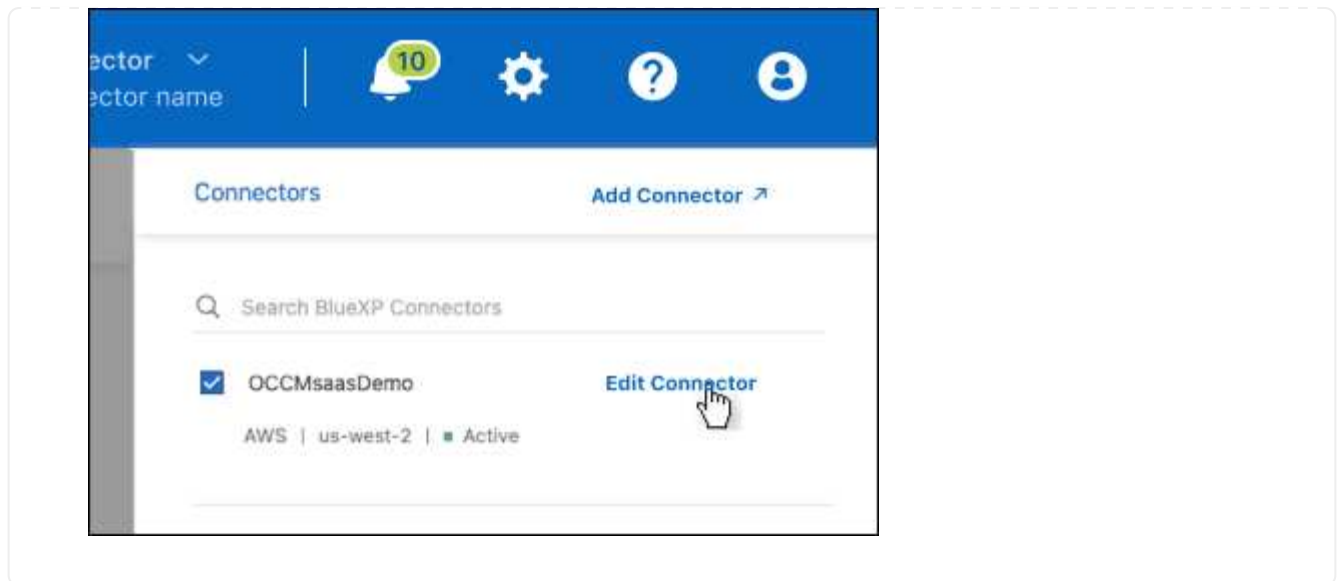 ector
ector name
10
?
Connectors
Add Connector
Search BlueXP Connectors
OCCMsaasDemo
Edit Connector
AWS | us-west-2 | Active